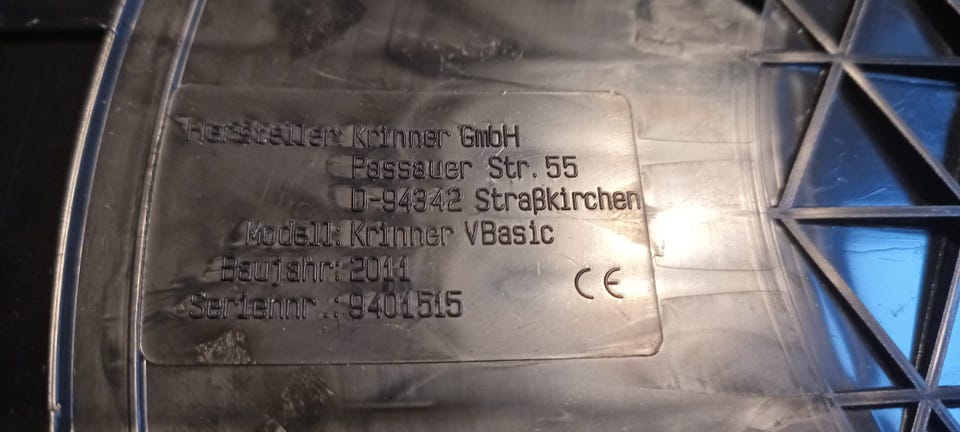 Hersteller: Krinner GmbH
Passauer Str. 55
D-94342 Straßkirchen
Modell: Krinner VBasic
Baujahr: 2011
Seriennr.: 9401515
CE